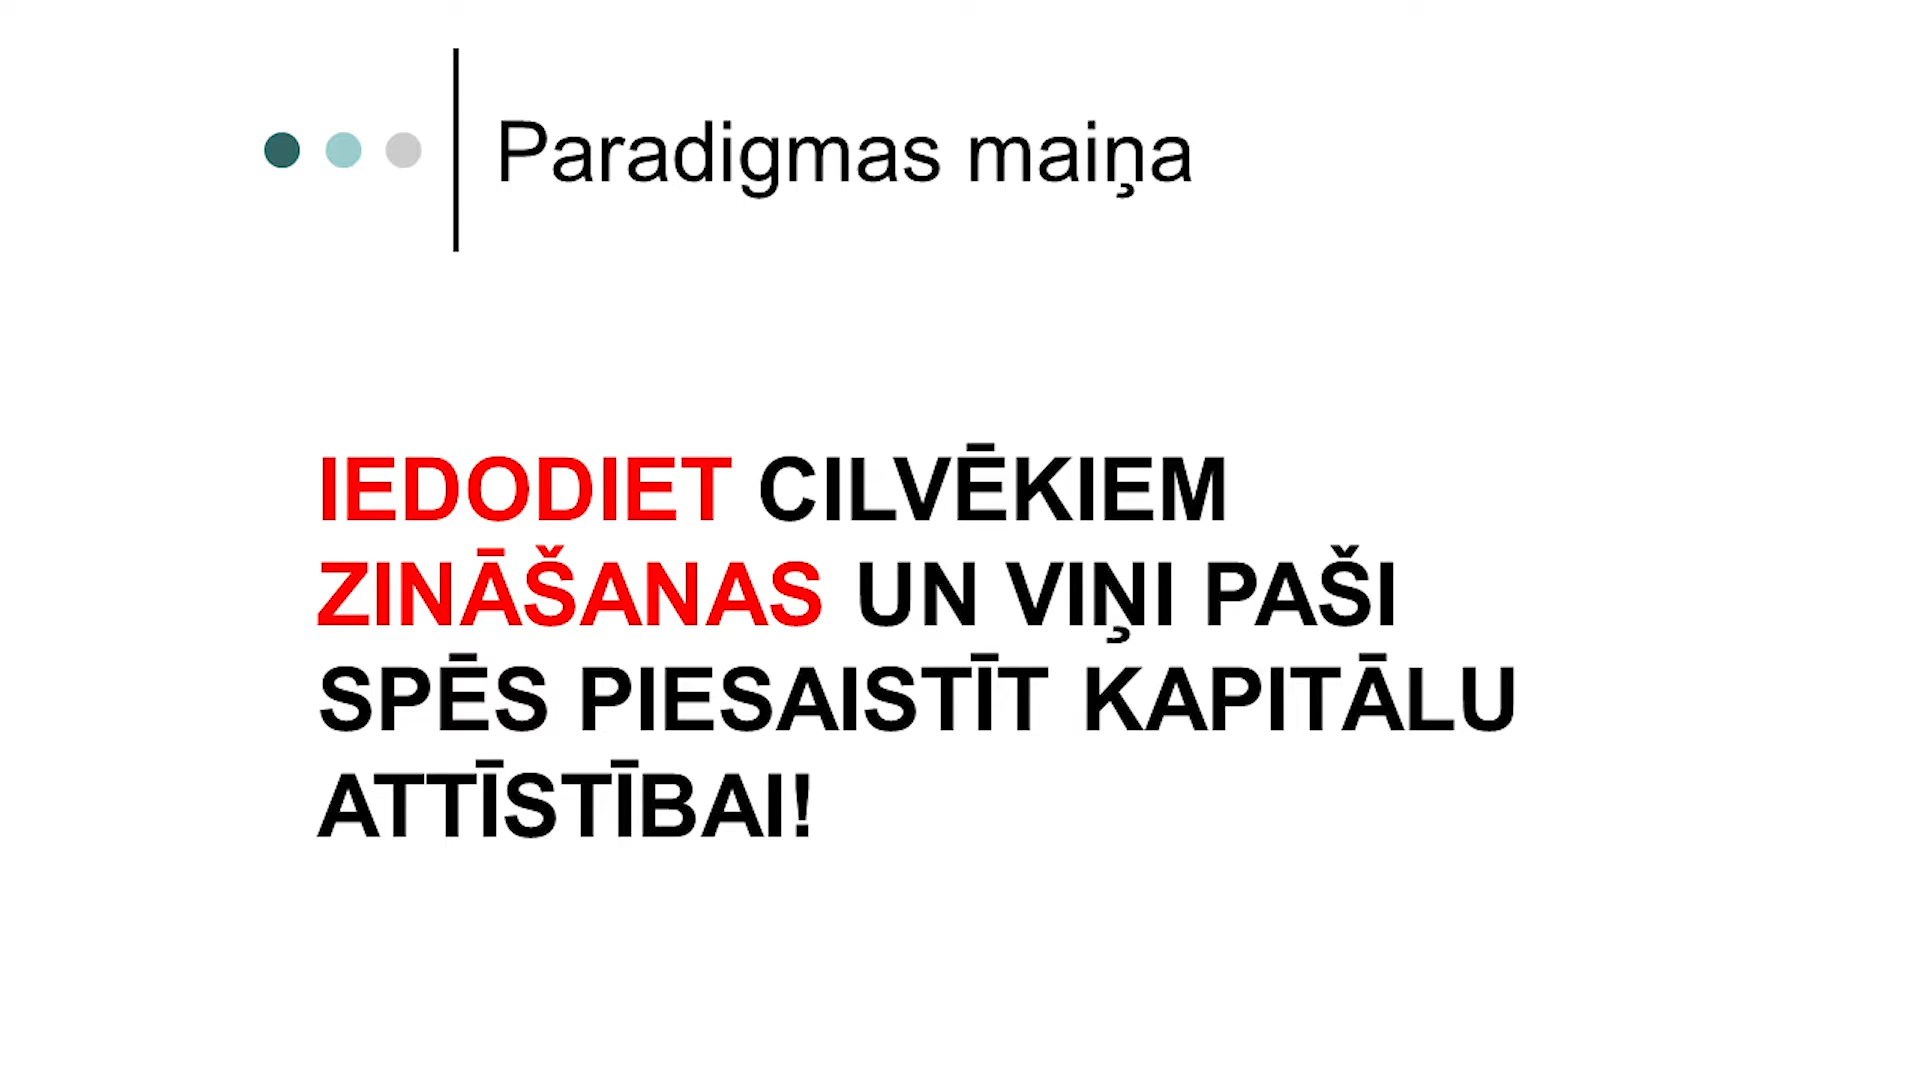 Paradigmas maiņa
IEDODIET CILVĒKIEM
ZINĀŠANAS UN VIŅI PAŠI
SPĒS PIESAISTĪT KAPITĀLU
ATTĪSTĪBAI!